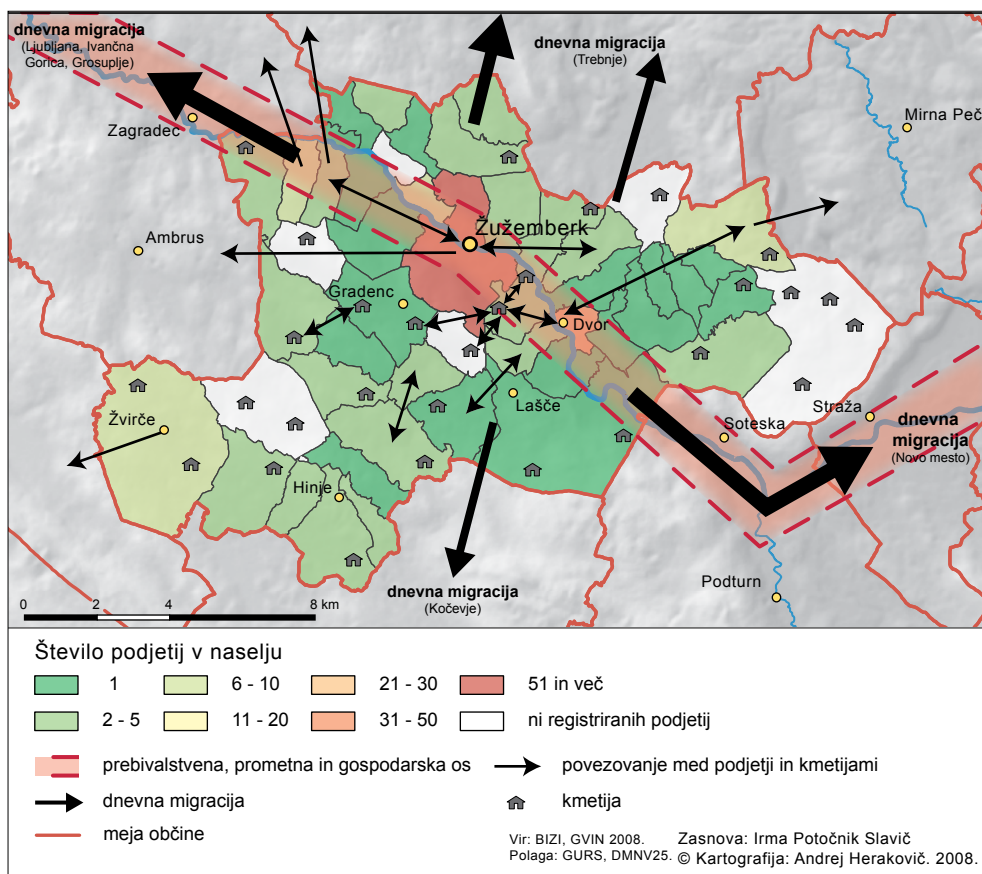 dnevna migracija
(Ljubljana, Ivančna
Gorica, Grosuplje)
dnevna migracija
(Trebnje)
Mirna Peč
Zagradec
Ambrus
Žužemberk
Gradenc
Dvor
Lašče
Žvirče
Hinje
Soteska
Straža
dnevna
migracija
(Novo mesto)
dnevna migracija
(Kočevje)
Podturn
0 2 4 8 km
Število podjetij v naselju
1 6 - 10 21 - 30 51 in več
2 - 5 11 - 20 31 - 50 ni registriranih podjetij
prebivalstvena, prometna in gospodarska os povezovanje med podjetji in kmetijami
dnevna migracija kmetija
meja občine
Vir: BIZI, GVIN 2008. Zasnova: Irma Potočnik Slavič
Polaga: GURS, DMNV25. © Kartografija: Andrej Herakovič. 2008.